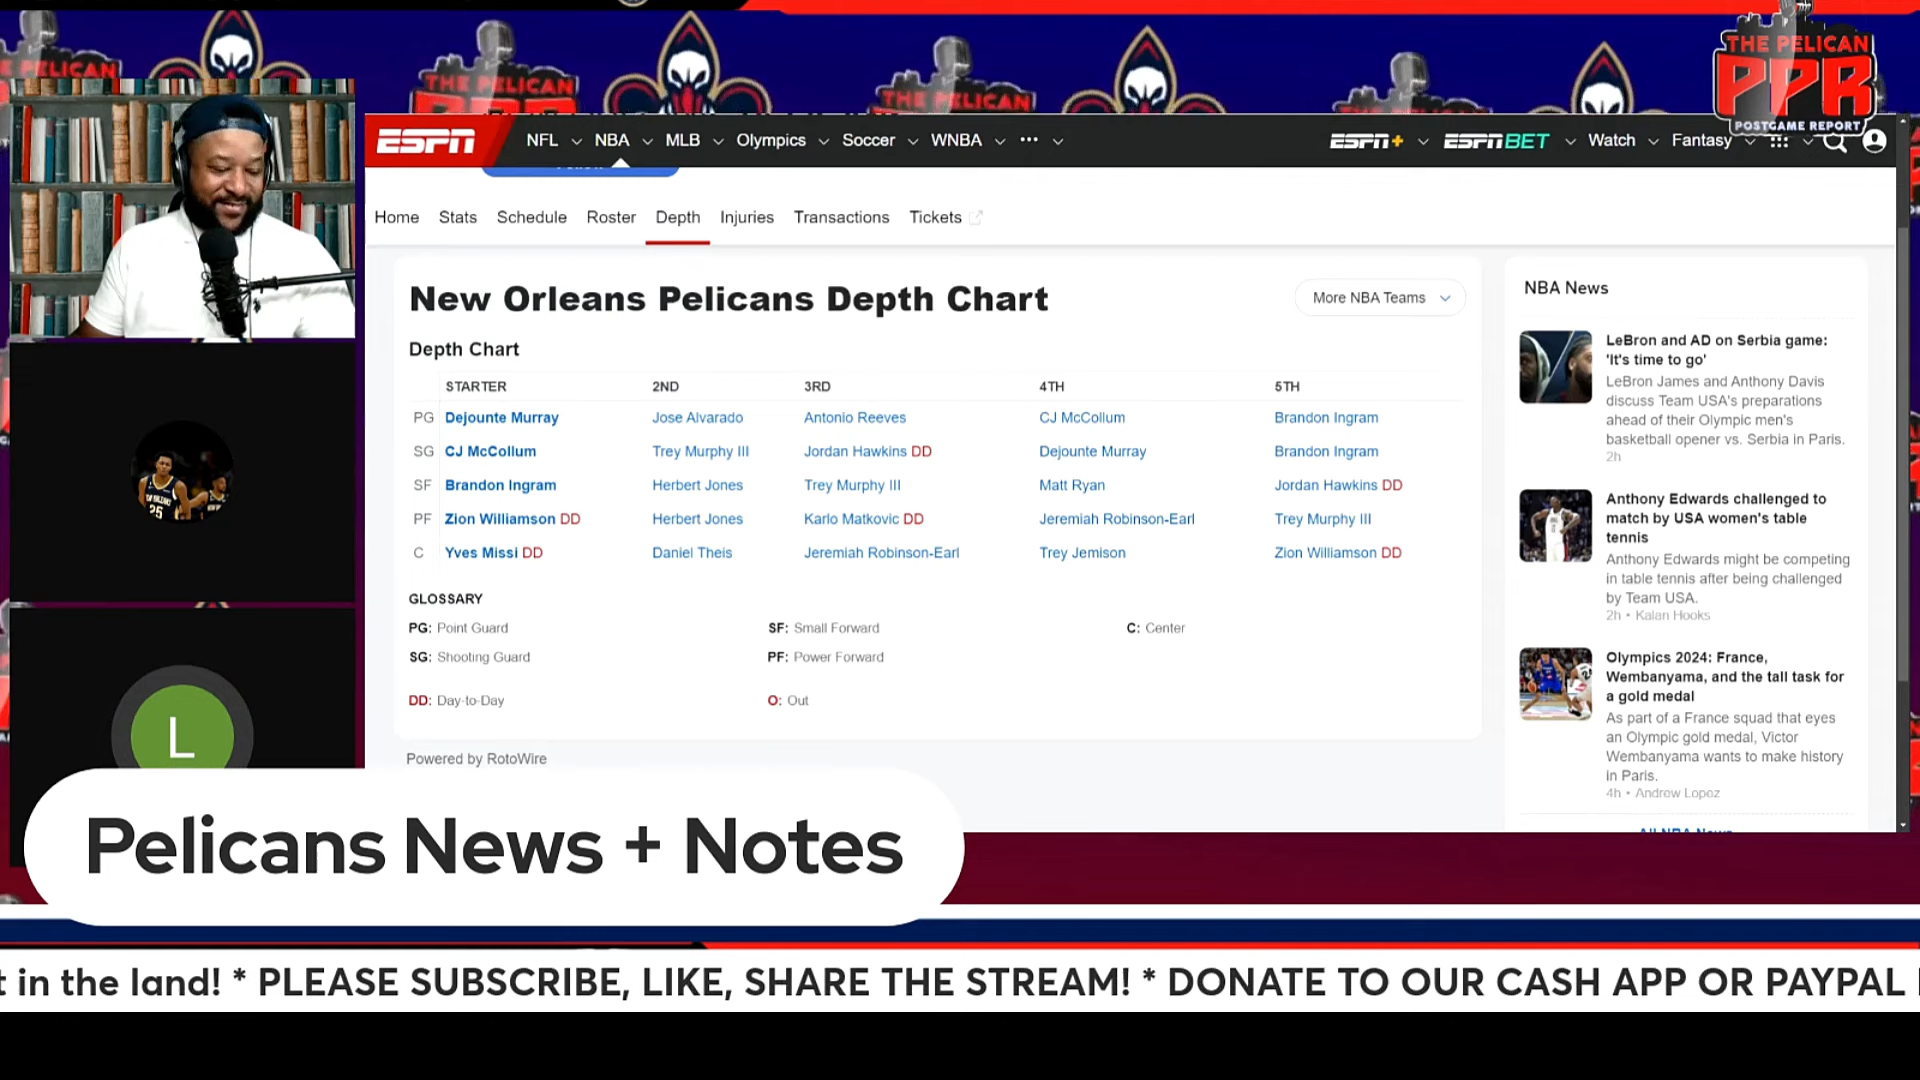 THE PELICAN
PPR
POSTGAME REPORT
ESPN
NFL NBA MLB Olympics Soccer WNBA ··· ESPN+ ESPN BET Watch Fantasy
Home Stats Schedule Roster Depth Injuries Transactions Tickets
New Orleans Pelicans Depth Chart
More NBA Teams
Depth Chart
STARTER 2ND 3RD 4TH 5TH
PG Dejounte Murray Jose Alvarado Antonio Reeves CJ McCollum Brandon Ingram
SG CJ McCollum Trey Murphy III Jordan Hawkins DD Dejounte Murray Brandon Ingram
SF Brandon Ingram Herbert Jones Trey Murphy III Matt Ryan Jordan Hawkins DD
PF Zion Williamson DD Herbert Jones Karlo Matkovic DD Jeremiah Robinson-Earl Trey Murphy III
C Yves Missi DD Daniel Theis Jeremiah Robinson-Earl Trey Jemison Zion Williamson DD
GLOSSARY
PG: Point Guard SF: Small Forward C: Center
SG: Shooting Guard PF: Power Forward
DD: Day-to-Day O: Out
Powered by RotoWire
NBA News
LeBron and AD on Serbia game:
'It's time to go'
LeBron James and Anthony Davis
discuss Team USA's preparations
ahead of their Olympic men's
basketball opener vs. Serbia in Paris.
2h
Anthony Edwards challenged to
match by USA women's table
tennis
Anthony Edwards might be competing
in table tennis after being challenged
by Team USA.
2h • Kalan Hooks
Olympics 2024: France,
Wembanyama, and the tall task for
a gold medal
As part of a France squad that eyes
an Olympic gold medal, Victor
Wembanyama wants to make history
in Paris.
4h • Andrew Lopez
All NBA News
25
L
Pelicans News + Notes
t in the land! * PLEASE SUBSCRIBE, LIKE, SHARE THE STREAM! * DONATE TO OUR CASH APP OR PAYPAL